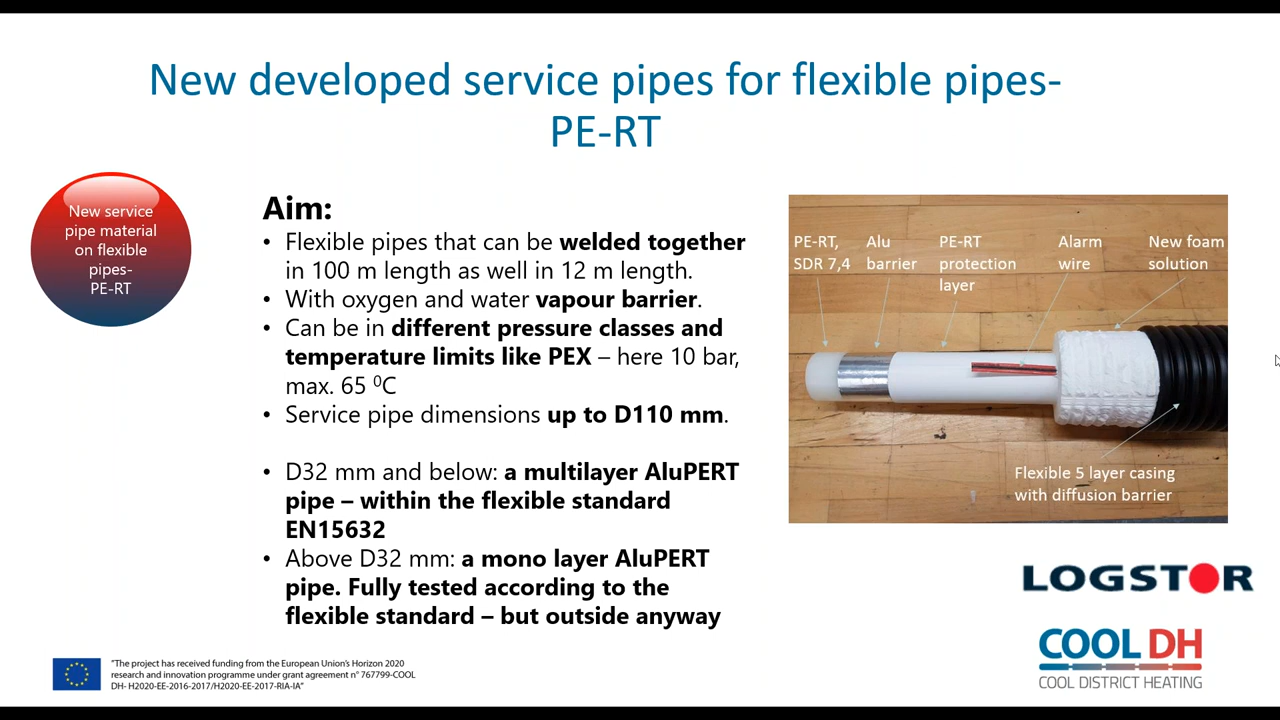 New developed service pipes for flexible pipes-
PE-RT
New service
pipe material
on flexible
pipes-
PE-RT
Aim:
• Flexible pipes that can be welded together
in 100 m length as well in 12 m length.
• With oxygen and water vapour barrier.
• Can be in different pressure classes and
temperature limits like PEX – here 10 bar,
max. 65 ⁰C
• Service pipe dimensions up to D110 mm.
• D32 mm and below: a multilayer AluPERT
pipe – within the flexible standard
EN15632
• Above D32 mm: a mono layer AluPERT
pipe. Fully tested according to the
flexible standard – but outside anyway
PE-RT,
SDR 7,4
Alu
barrier
PE-RT
protection
layer
Alarm
wire
New foam
solution
Flexible 5 layer casing
with diffusion barrier
LOGSTOR
COOL DH
COOL DISTRICT HEATING
"The project has received funding from the European Union's Horizon 2020
research and innovation programme under grant agreement n° 767799-COOL
DH- H2020-EE-2016-2017/H2020-EE-2017-RIA-IA"